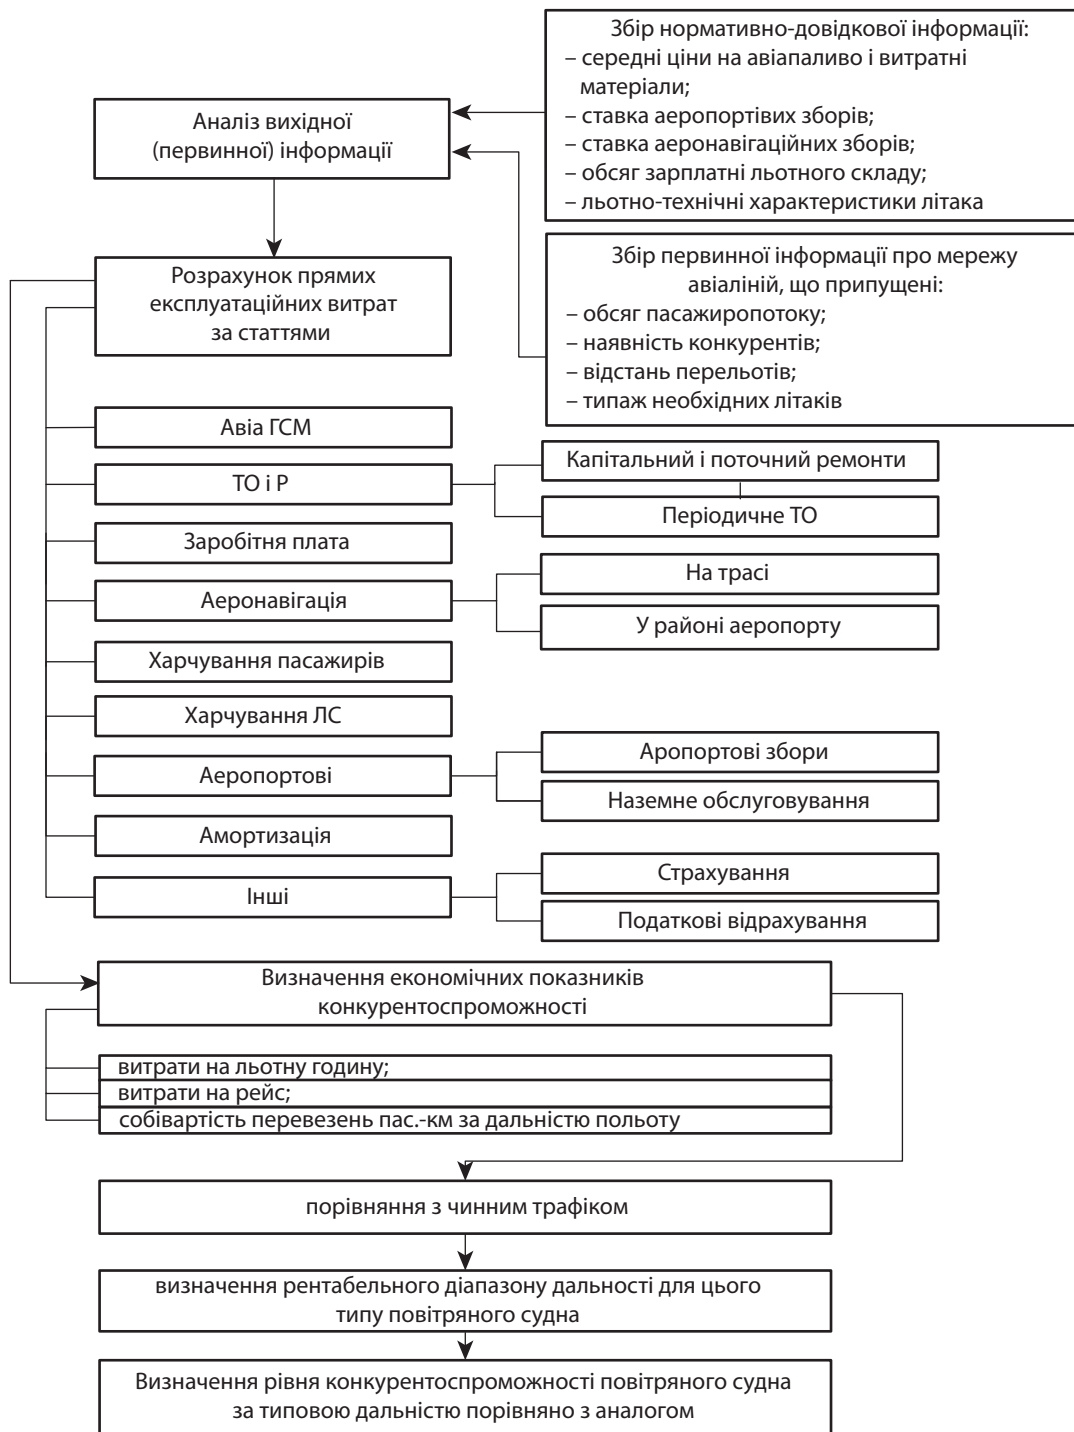 Збір нормативно-довідкової інформації:
– середні ціни на авіапаливо і витратні
матеріали;
– ставка аеропортівих зборів;
– ставка аеронавігаційних зборів;
– обсяг зарплатні льотного складу;
– льотно-технічні характеристики літака
Аналіз вихідної
(первинної) інформації
Збір первинної інформації про мережу
авіаліній, що припущені:
– обсяг пасажиропотоку;
– наявність конкурентів;
– відстань перельотів;
– типаж необхідних літаків
Розрахунок прямих
експлуатаційних витрат
за статтями
Авіа ГСМ
ТО і Р
Капітальний і поточний ремонти
Періодичне ТО
Заробітня плата
Аеронавігація
На трасі
У районі аеропорту
Харчування пасажирів
Харчування ЛС
Аеропортові
Аропортові збори
Наземне обслуговування
Амортизація
Інші
Страхування
Податкові відрахування
Визначення економічних показників
конкурентоспроможності
витрати на льотну годину;
витрати на рейс;
собівартість перевезень пас.-км за дальністю польоту
порівняння з чинним трафіком
визначення рентабельного діапазону дальності для цього
типу повітряного судна
Визначення рівня конкурентоспроможності повітряного судна
за типовою дальністю порівняно з аналогом